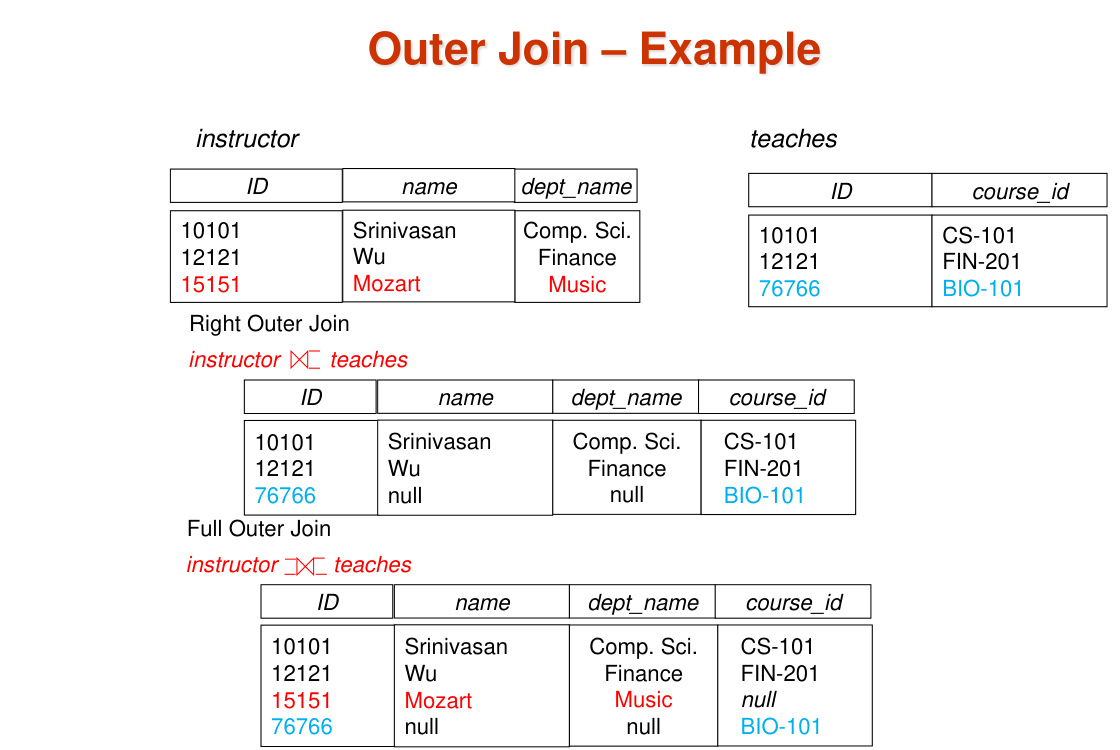 Outer Join – Example
instructor
teaches
ID name dept_name
ID course_id
10101 Srinivasan Comp. Sci.
12121 Wu Finance
15151 Mozart Music
10101 CS-101
12121 FIN-201
76766 BIO-101
Right Outer Join
instructor ⟖ teaches
ID name dept_name course_id
10101 Srinivasan Comp. Sci. CS-101
12121 Wu Finance FIN-201
76766 null null BIO-101
Full Outer Join
instructor ⟗ teaches
ID name dept_name course_id
10101 Srinivasan Comp. Sci. CS-101
12121 Wu Finance FIN-201
15151 Mozart Music null
76766 null null BIO-101